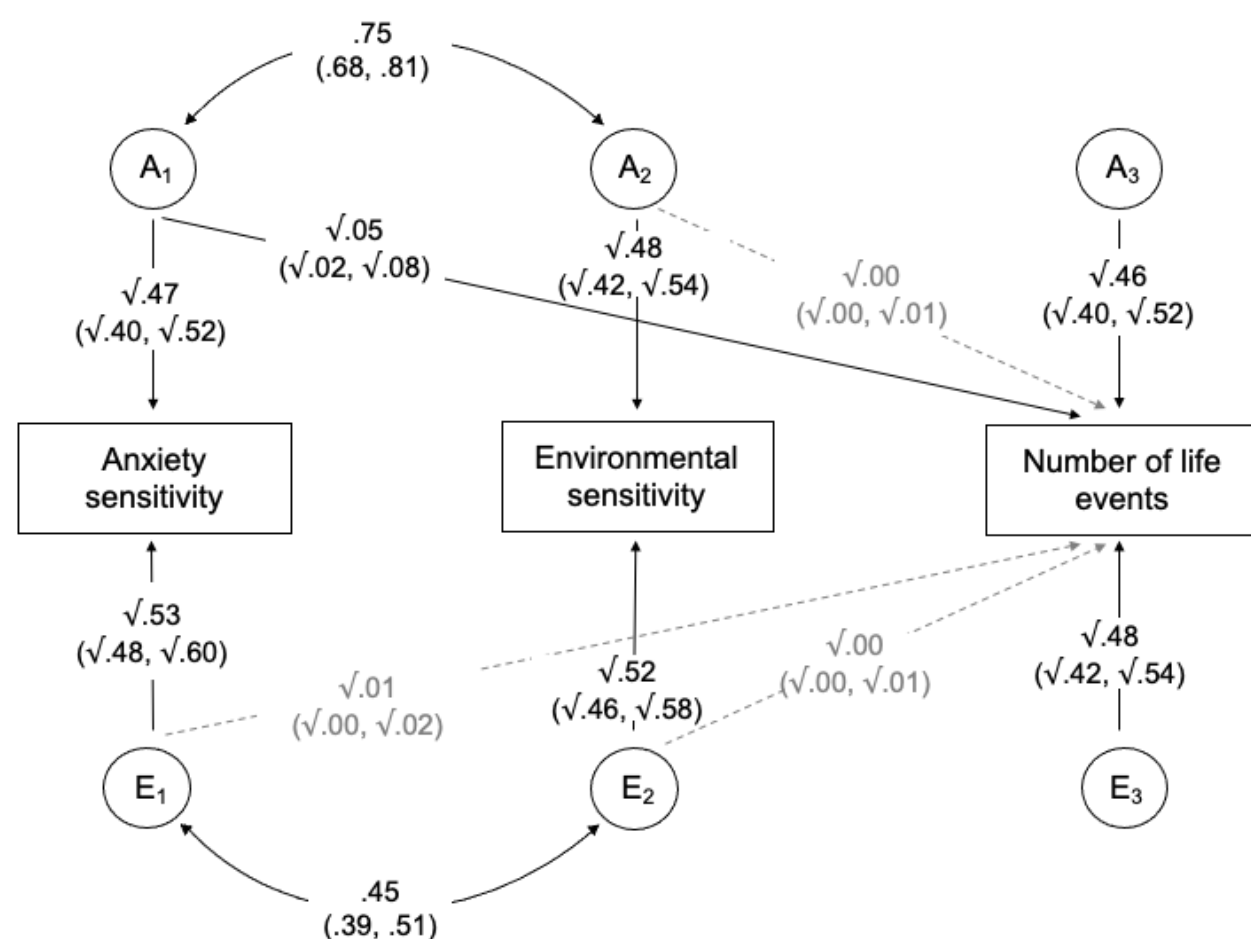 .75
(.68, .81)
A₁
A₂
A₃
√.05
(√.02, √.08)
√.48
(√.42, √.54)
√.00
(√.00, √.01)
√.46
(√.40, √.52)
√.47
(√.40, √.52)
Anxiety
sensitivity
Environmental
sensitivity
Number of life
events
√.53
(√.48, √.60)
√.01
(√.00, √.02)
√.52
(√.46, √.58)
√.00
(√.00, √.01)
√.48
(√.42, √.54)
E₁
E₂
E₃
.45
(.39, .51)